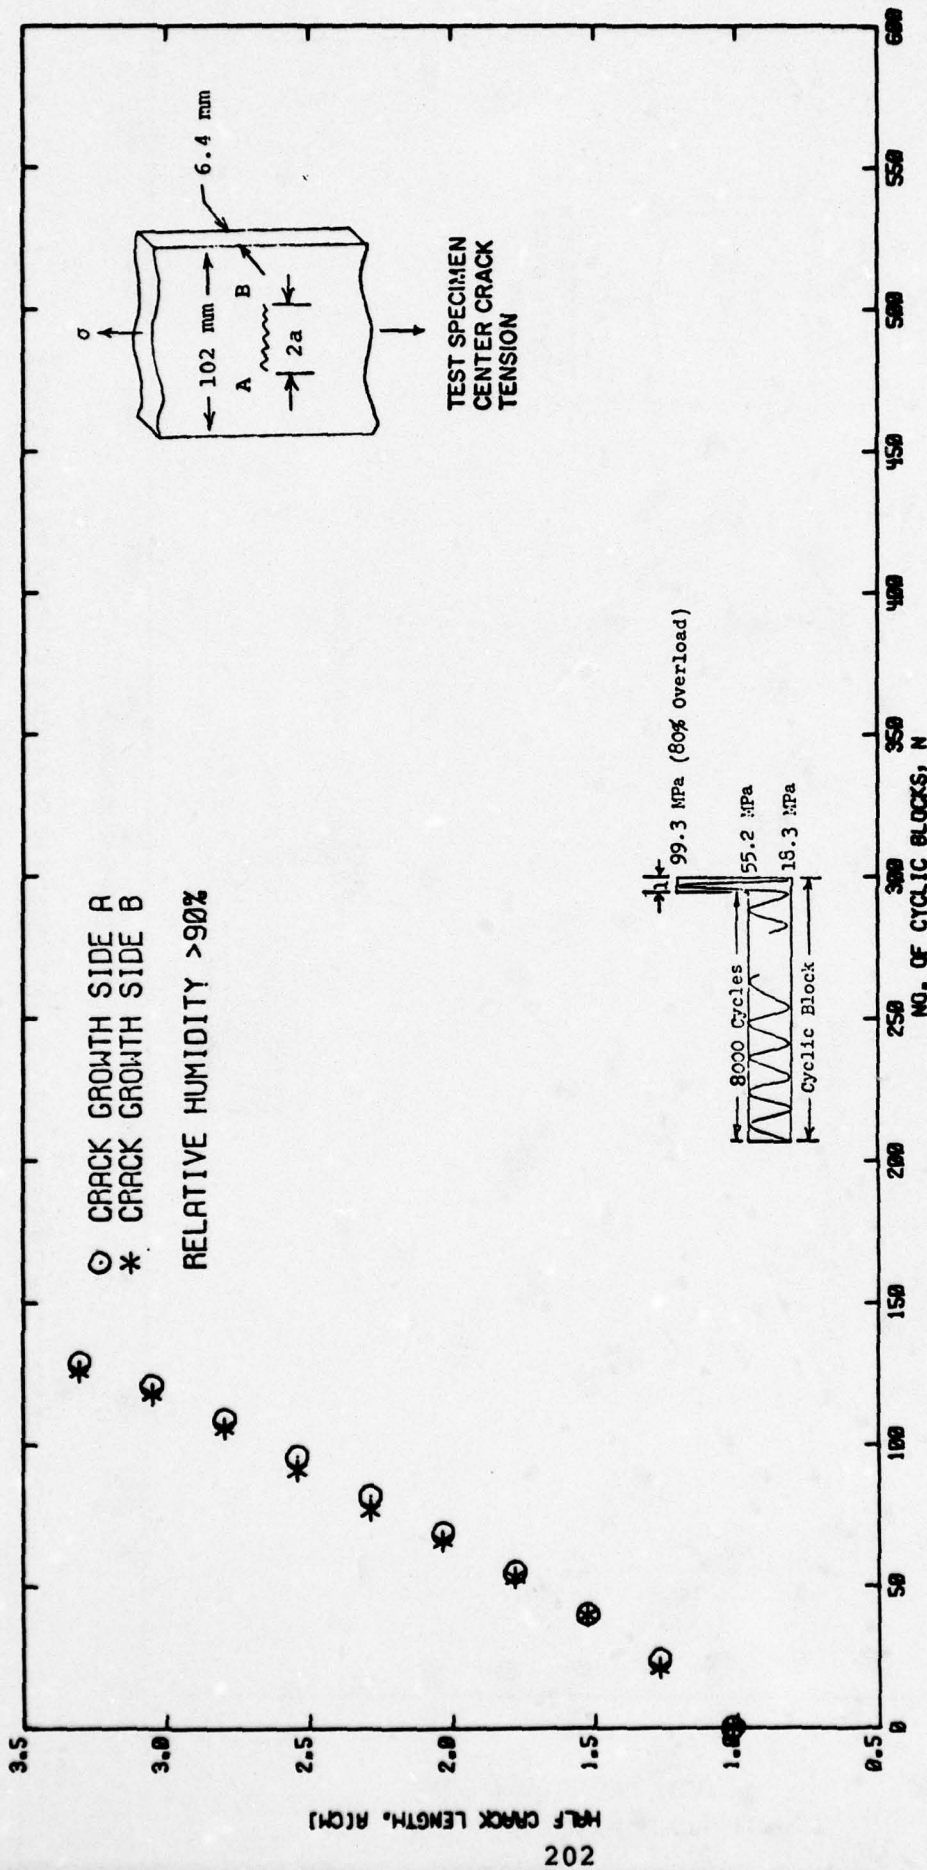 HALF CRACK LENGTH, A(CM)
3.5
3.0
2.5
2.0
1.5
1.0
0.5
0
50
100
150
200
250
300
350
400
450
500
550
600
NO. OF CYCLIC BLOCKS, N
CRACK GROWTH SIDE A
CRACK GROWTH SIDE B
RELATIVE HUMIDITY >90%
8000 Cycles
Cyclic Block
1
99.3 MPa (80% Overload)
55.2 MPa
18.3 MPa
σ
102 mm
6.4 mm
A
B
2a
TEST SPECIMEN
CENTER CRACK
TENSION
202